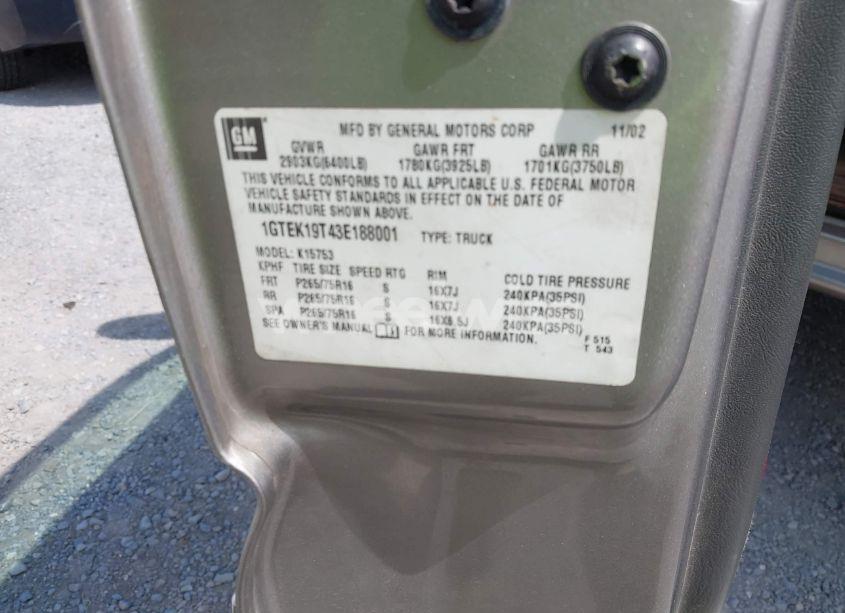 GM
MFD BY GENERAL MOTORS CORP 11/02
GVWR GAWR FRT GAWR RR
2903KG(6400LB) 1780KG(3925LB) 1701KG(3750LB)
THIS VEHICLE CONFORMS TO ALL APPLICABLE U.S. FEDERAL MOTOR
VEHICLE SAFETY STANDARDS IN EFFECT ON THE DATE OF
MANUFACTURE SHOWN ABOVE.
1GTEK19T43E188001 TYPE: TRUCK
MODEL: K15753
KPHF TIRE SIZE SPEED RTG RIM COLD TIRE PRESSURE
FRT P265/75R16 S 16X7J 240KPA(35PSI)
RR P265/75R16 S 16X7J 240KPA(35PSI)
SPA P265/75R16 S 16X6.5J 240KPA(35PSI)
SEE OWNER'S MANUAL FOR MORE INFORMATION.
F 515
T 543